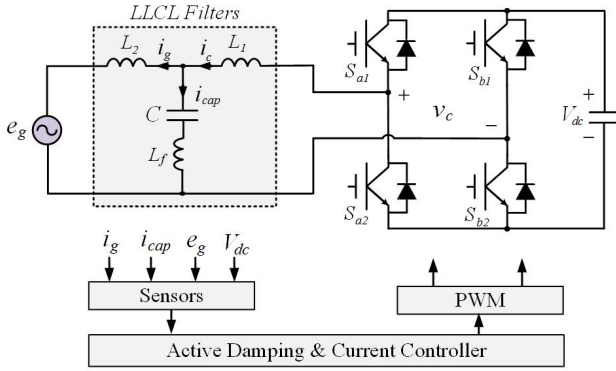 LLCL Filters
L2 ig ic L1
icap
C
Lf
eg
Sa1
Sb1
+
vc
−
+
Vdc
−
Sa2
Sb2
ig icap eg Vdc
Sensors
PWM
Active Damping & Current Controller